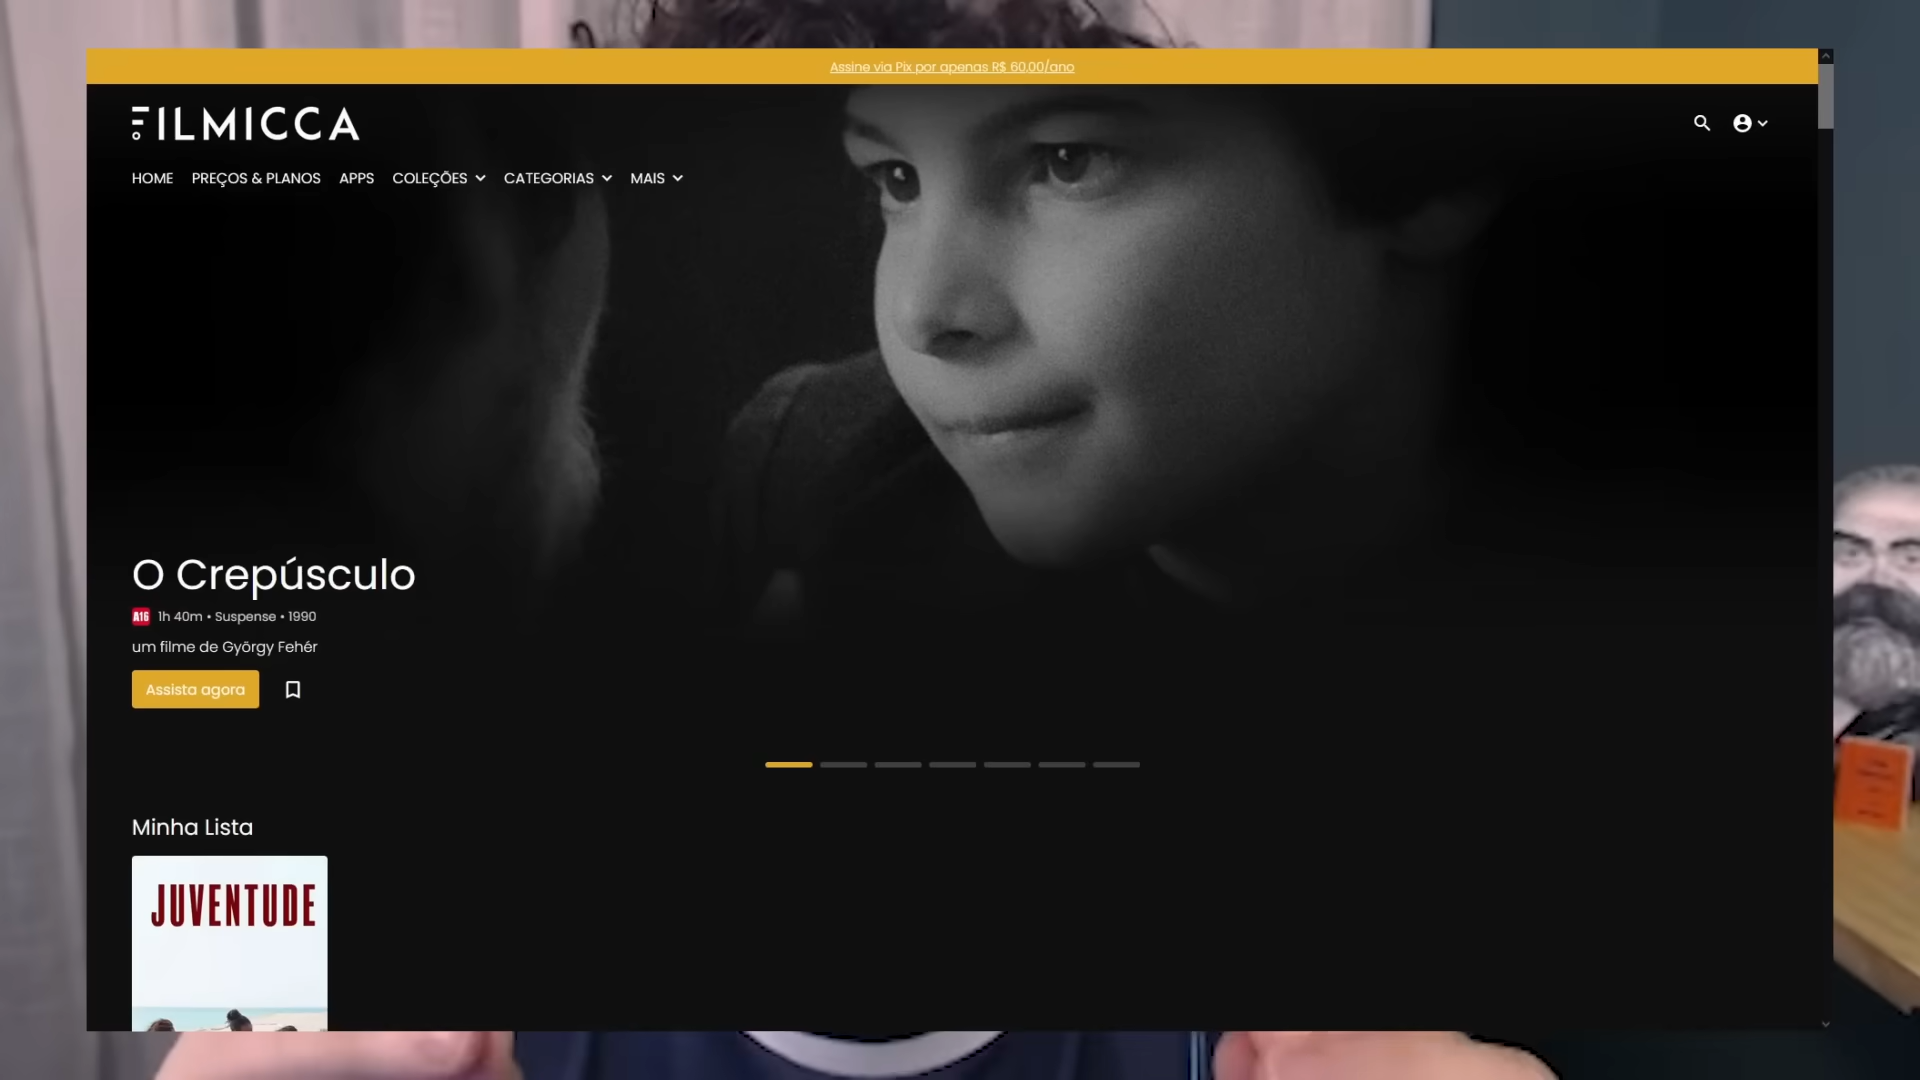 Assine via Pix por apenas R$ 60,00/ano
FILMICCA
HOME PREÇOS & PLANOS APPS COLEÇÕES CATEGORIAS MAIS
O Crepúsculo
A16 1h 40m • Suspense • 1990
um filme de György Fehér
Assista agora
Minha Lista
JUVENTUDE